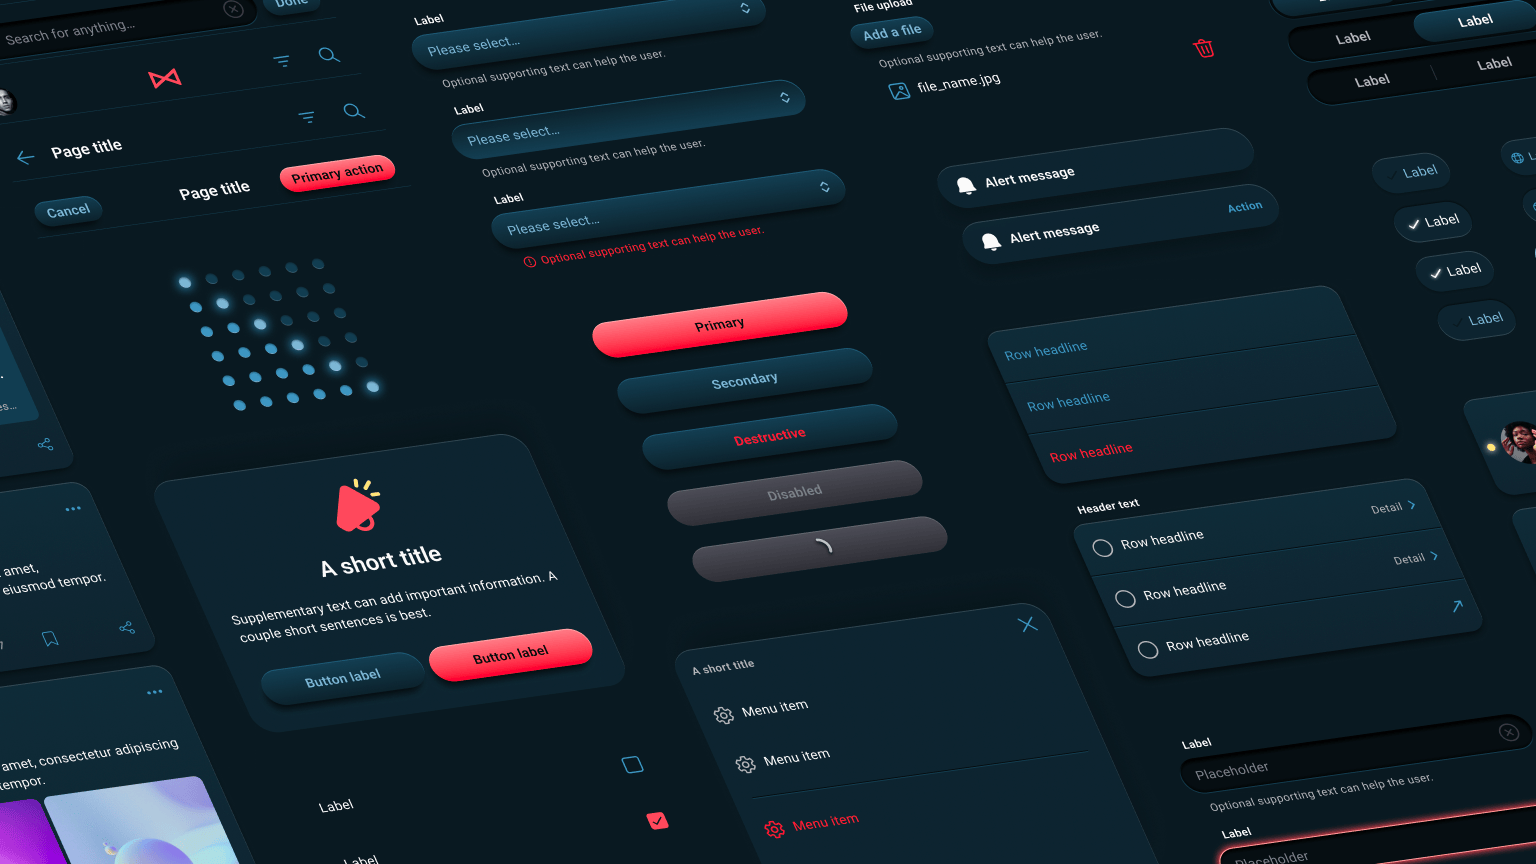 Search for anything...
Done
Page title
Page title
Primary action
Cancel
es...
amet,
eiusmod tempor.
amet, consectetur adipiscing
tempor.
A short title
Supplementary text can add important information. A
couple short sentences is best.
Button label
Button label
Label
Label
Label
Please select...
Optional supporting text can help the user.
Label
Please select...
Optional supporting text can help the user.
Label
Please select...
Optional supporting text can help the user.
Primary
Secondary
Destructive
Disabled
A short title
Menu item
Menu item
Menu item
File upload
Add a file
Optional supporting text can help the user.
file_name.jpg
Alert message
Alert message
Action
Row headline
Row headline
Row headline
Header text
Row headline
Detail
Row headline
Detail
Row headline
Label
Placeholder
Optional supporting text can help the user.
Label
Placeholder
Label
Label
Label
Label
Label
Label
Label
Label